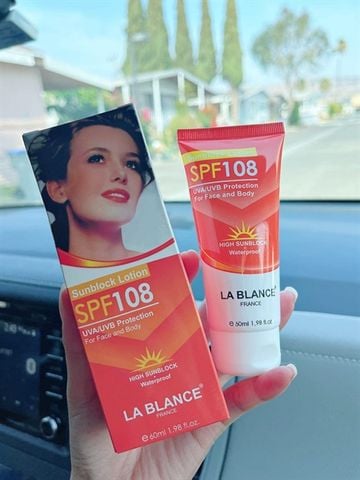 Sunblock Lotion
SPF108
UVA/UVB Protection
For Face and Body
HIGH SUNBLOCK
Waterproof
LA BLANCE®
FRANCE
℮ 60ml 1.98 fl. oz
Sunblock Lotion
SPF108
UVA/UVB Protection
For Face and Body
HIGH SUNBLOCK
Waterproof
LA BLANCE®
FRANCE
℮ 60ml 1.98 fl. oz